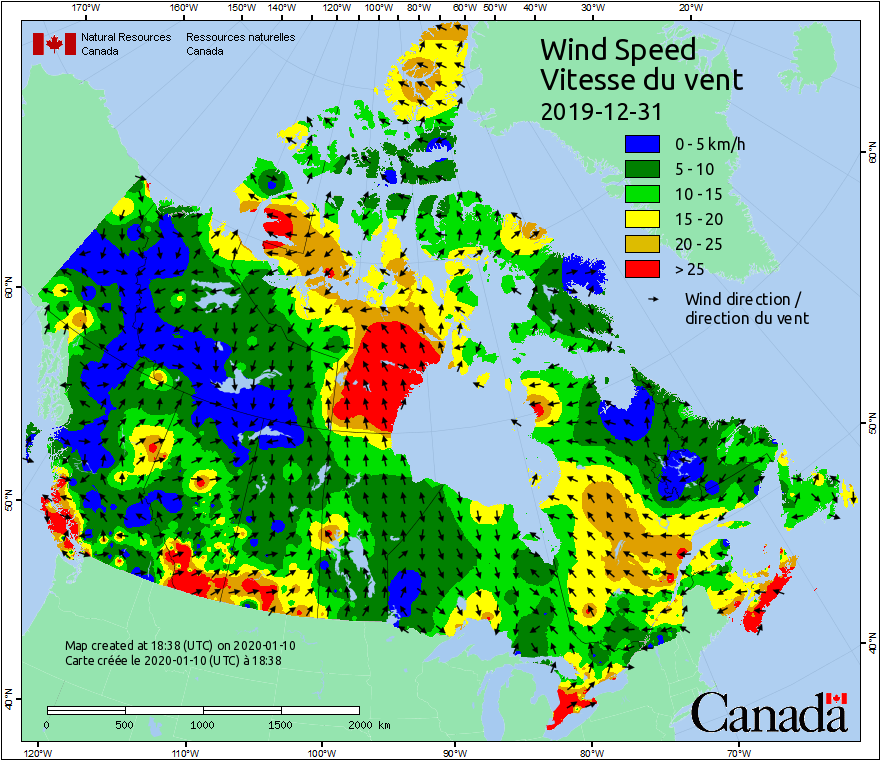 170°W 160°W 150°W 140°W 130°W 120°W 110°W 100°W 90°W 80°W 70°W 60°W 50°W 40°W 30°W 20°W
Natural Resources Canada
Ressources naturelles Canada
Wind Speed
Vitesse du vent
2019-12-31
0 - 5 km/h
5 - 10
10 - 15
15 - 20
20 - 25
> 25
Wind direction /
direction du vent
60°N
50°N
40°N
60°N
50°N
40°N
Map created at 18:38 (UTC) on 2020-01-10
Carte créée le 2020-01-10 (UTC) à 18:38
0 500 1000 1500 2000 km
Canada
120°W 110°W 100°W 90°W 80°W 70°W